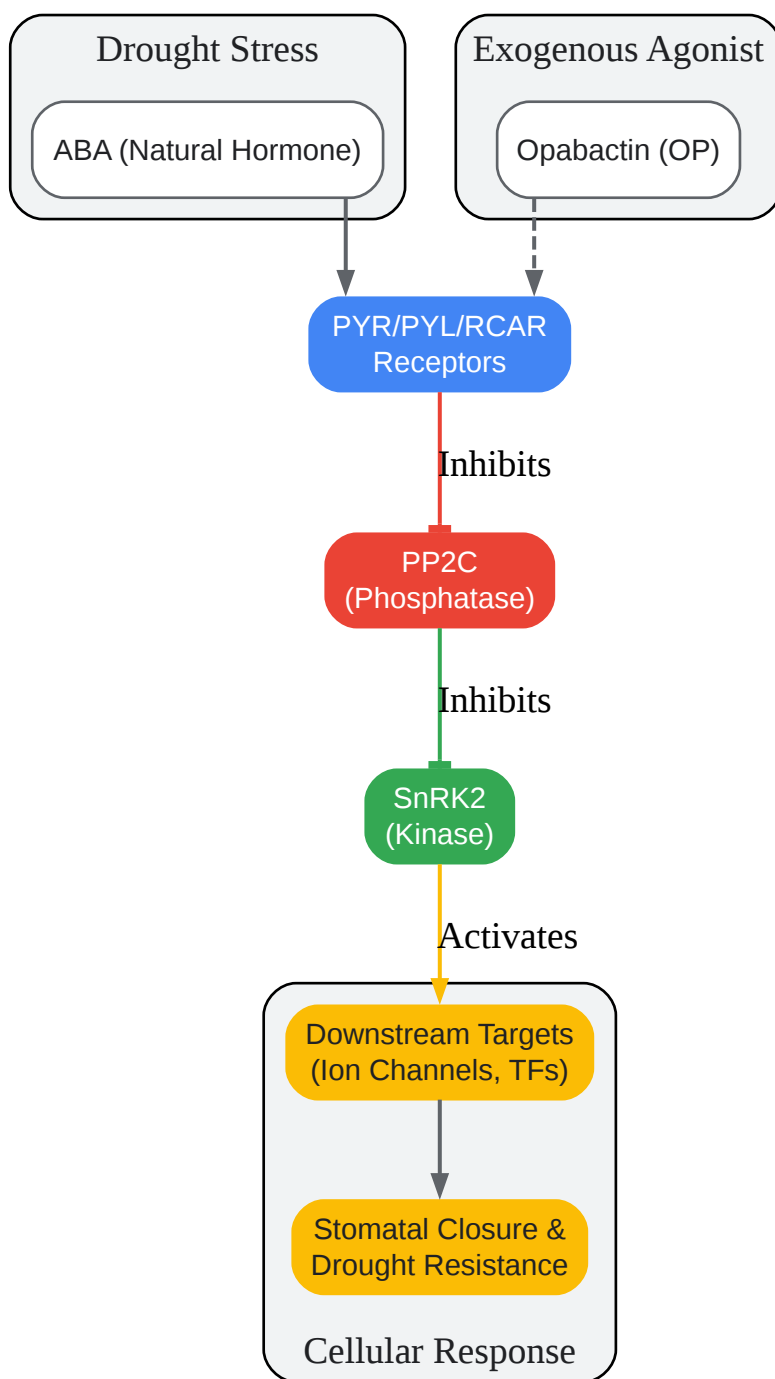 Drought Stress
Exogenous Agonist
ABA (Natural Hormone)
Opabactin (OP)
PYR/PYL/RCAR
Receptors
Inhibits
PP2C
(Phosphatase)
Inhibits
SnRK2
(Kinase)
Activates
Downstream Targets
(Ion Channels, TFs)
Stomatal Closure &
Drought Resistance
Cellular Response